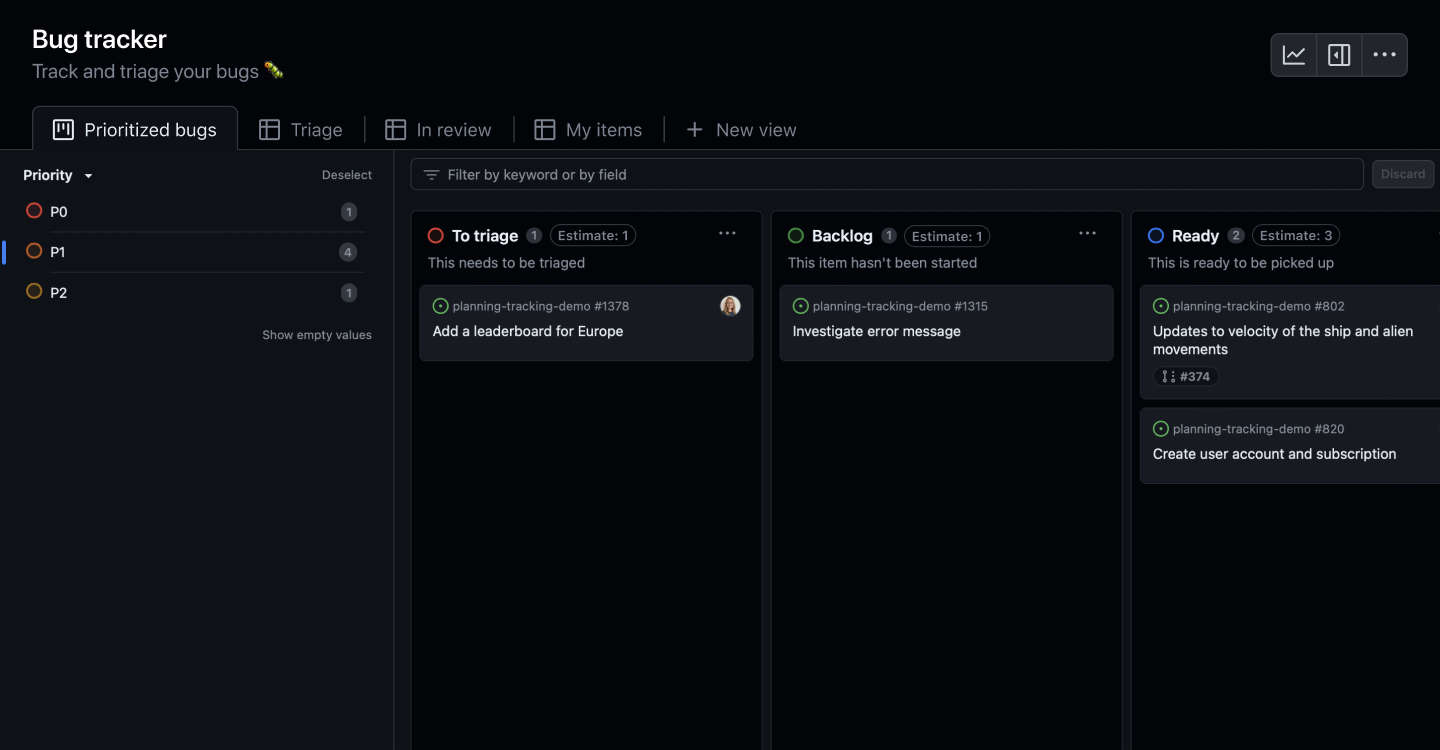 Bug tracker
Track and triage your bugs 🐛
Prioritized bugs
Triage
In review
My items
New view
Priority
Deselect
P0
1
P1
4
P2
1
Show empty values
Filter by keyword or by field
Discard
To triage 1 Estimate: 1
This needs to be triaged
planning-tracking-demo #1378
Add a leaderboard for Europe
Backlog 1 Estimate: 1
This item hasn't been started
planning-tracking-demo #1315
Investigate error message
Ready 2 Estimate: 3
This is ready to be picked up
planning-tracking-demo #802
Updates to velocity of the ship and alien
movements
#374
planning-tracking-demo #820
Create user account and subscription